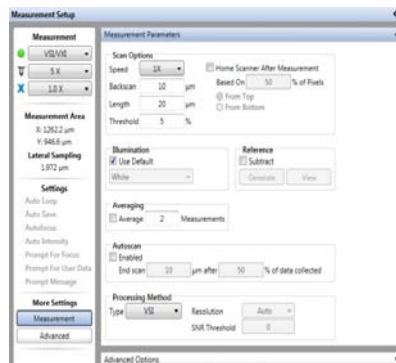 Measurement Setup
Measurement
VSI/VXI
5 X
1.0 X
Measurement Area
X: 1262.2 µm
Y: 946.6 µm
Lateral Sampling
1.972 µm
Settings
Auto Loop
Auto Save
Autofocus
Auto Intensity
Prompt For Focus
Prompt For User Data
Prompt Message
More Settings
Measurement
Advanced
Measurement Parameters
Scan Options
Speed 1X
Home Scanner After Measurement
Backscan 10 µm
Based On 50 % of Pixels
Length 20 µm
From Top
From Bottom
Threshold 5 %
Illumination
Use Default
White
Reference
Subtract
Generate View
Averaging
Average 2 Measurements
Autoscan
Enabled
End scan 10 µm after 50 % of data collected
Processing Method
Type VSI Resolution Auto
SNR Threshold 0
Advanced Options